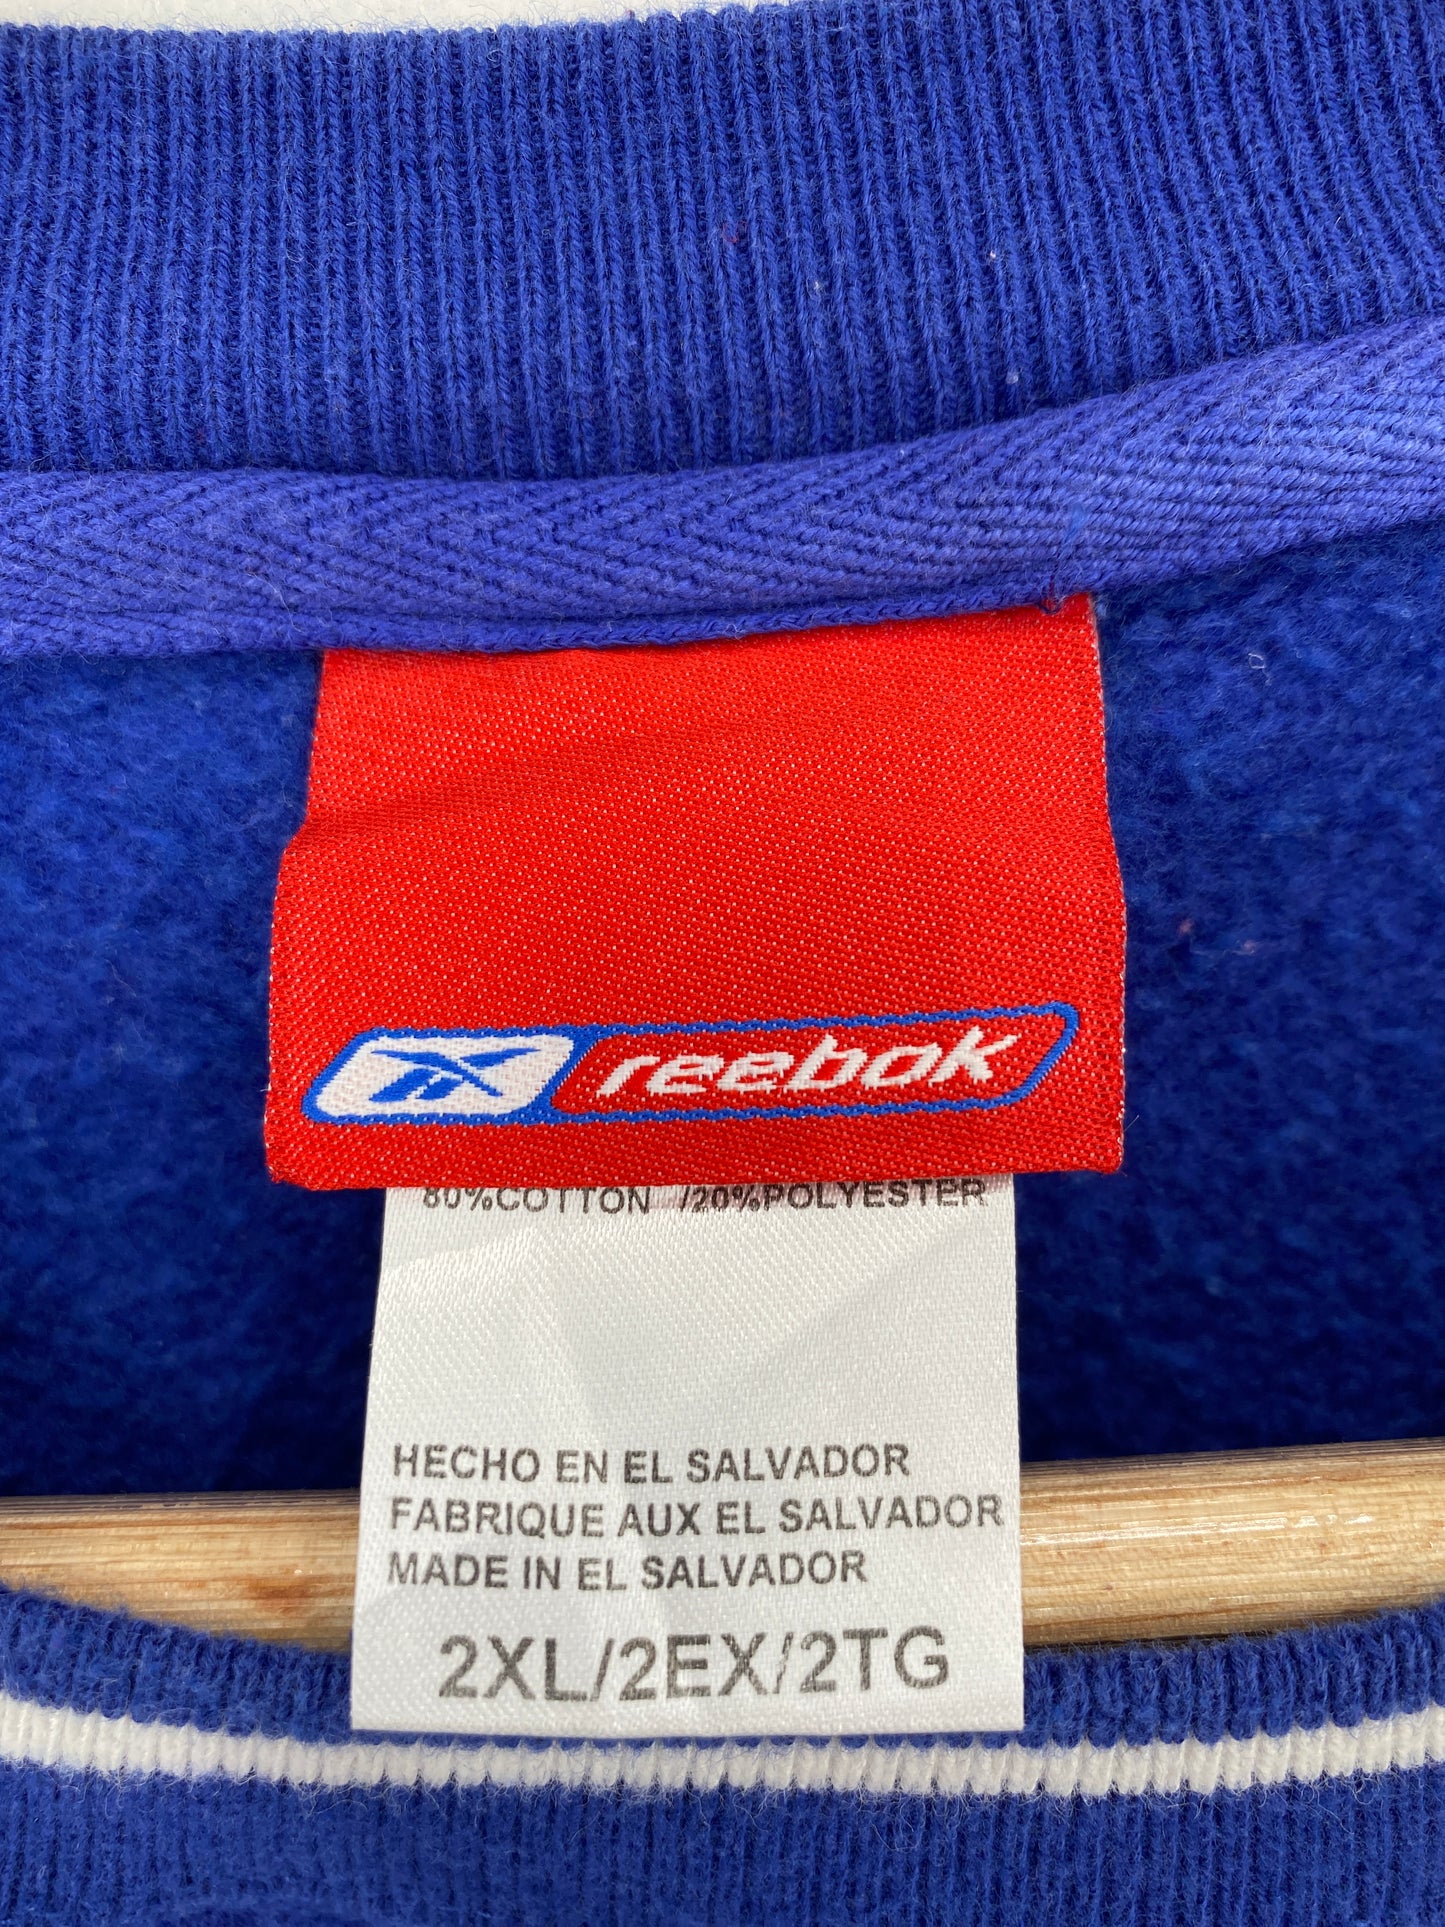 reebok
80%COTTON /20%POLYESTER
HECHO EN EL SALVADOR
FABRIQUE AUX EL SALVADOR
MADE IN EL SALVADOR
2XL/2EX/2TG